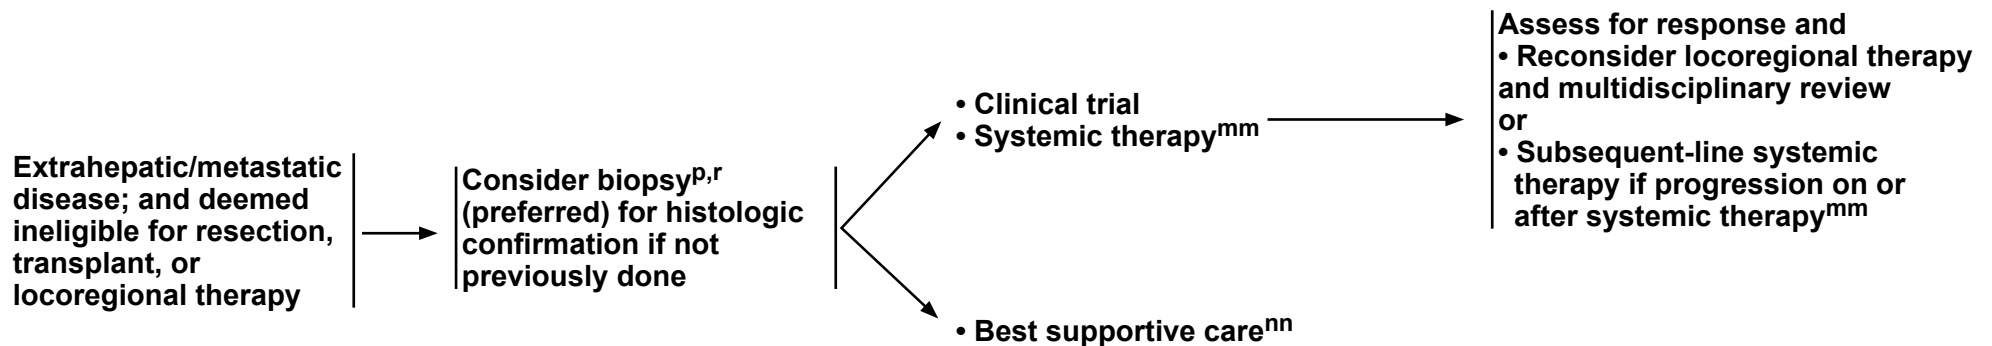 Extrahepatic/metastatic
disease; and deemed
ineligible for resection,
transplant, or
locoregional therapy
Consider biopsyp,r
(preferred) for histologic
confirmation if not
previously done
• Clinical trial
• Systemic therapymm
• Best supportive carenn
Assess for response and
• Reconsider locoregional therapy
and multidisciplinary review
or
• Subsequent-line systemic
therapy if progression on or
after systemic therapymm